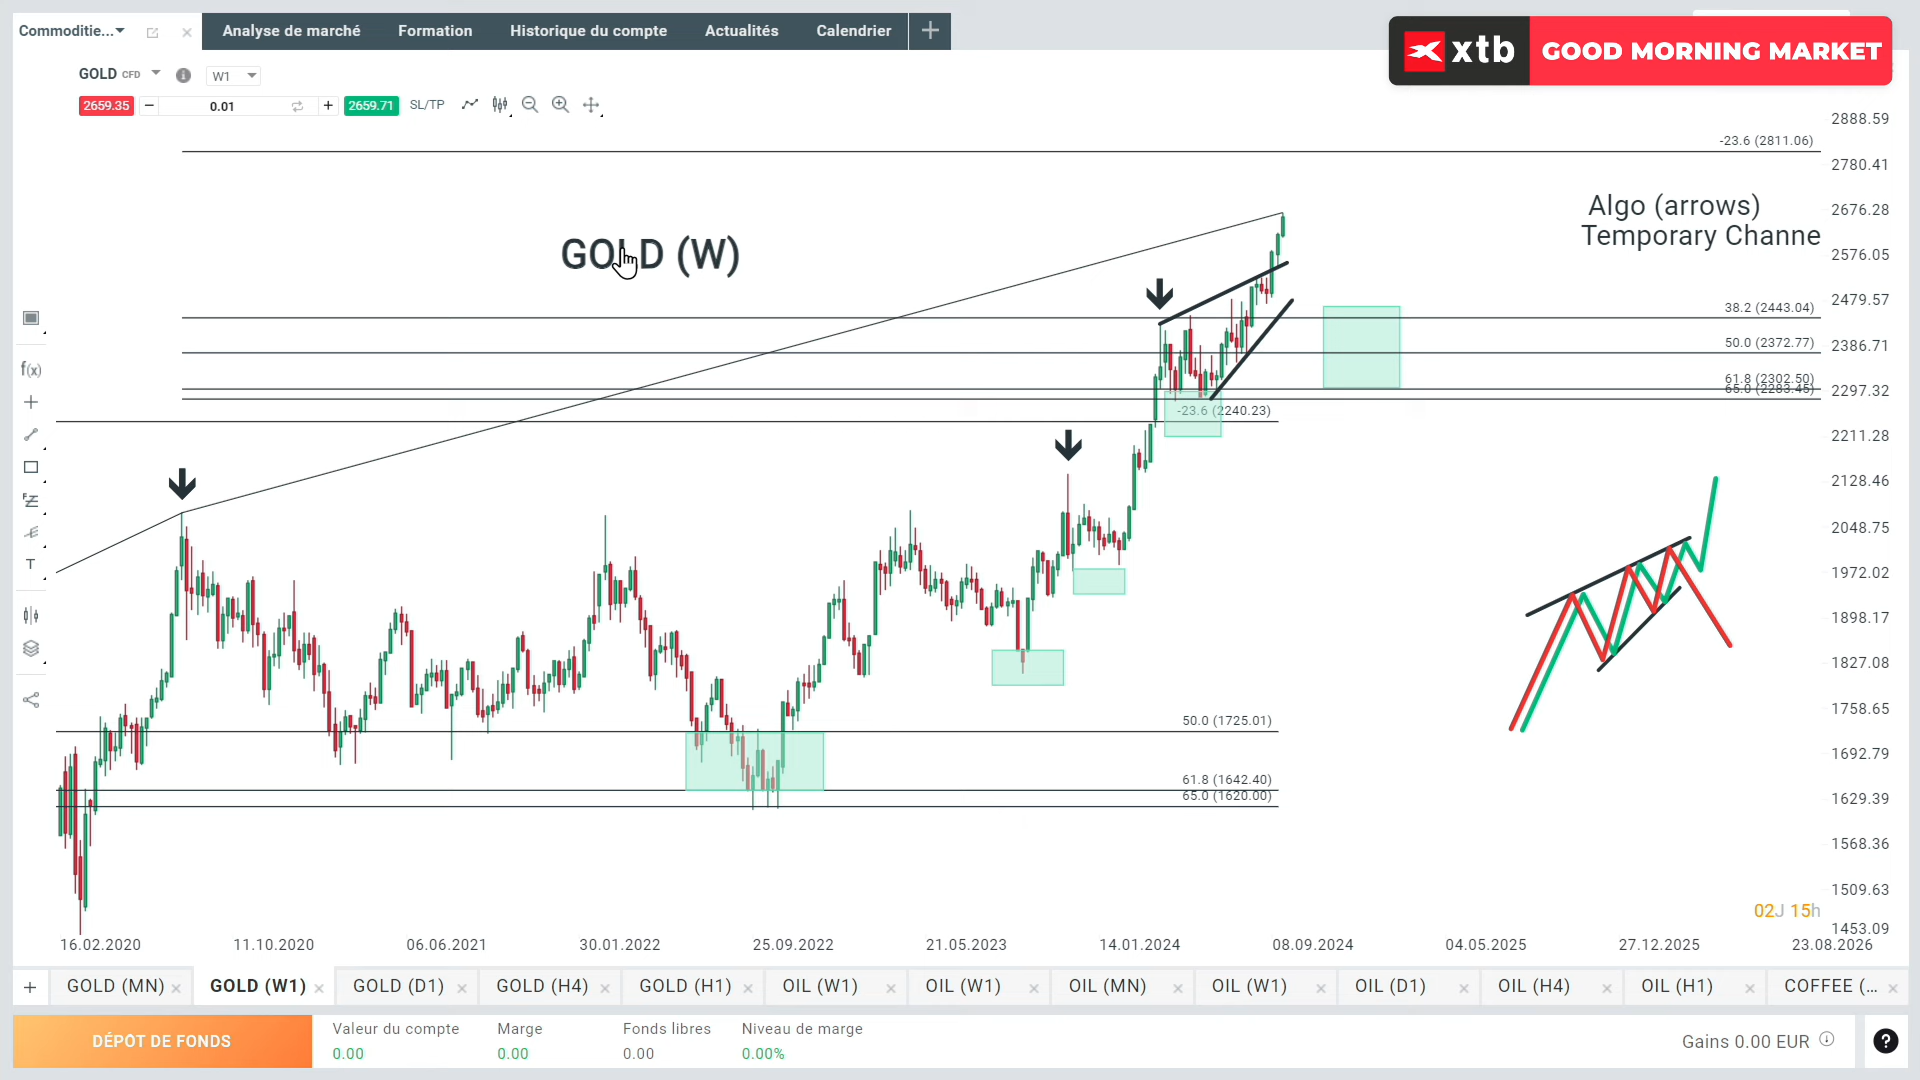 Commoditie...
Analyse de marché
Formation
Historique du compte
Actualités
Calendrier
xtb
GOOD MORNING MARKET
GOLD CFD
W1
2659.35
0.01
2659.71
SL/TP
2888.59
-23.6 (2811.06)
2780.41
Algo (arrows)
Temporary Channe
2676.28
GOLD (W)
2576.05
2479.57
38.2 (2443.04)
50.0 (2372.77)
2386.71
61.8 (2302.50)
65.0 (2283.45)
2297.32
-23.6 (2240.23)
2211.28
2128.46
2048.75
1972.02
1898.17
1827.08
1758.65
50.0 (1725.01)
1692.79
61.8 (1642.40)
65.0 (1620.00)
1629.39
1568.36
1509.63
02J 15h
1453.09
16.02.2020
11.10.2020
06.06.2021
30.01.2022
25.09.2022
21.05.2023
14.01.2024
08.09.2024
04.05.2025
27.12.2025
23.08.2026
GOLD (MN)
GOLD (W1)
GOLD (D1)
GOLD (H4)
GOLD (H1)
OIL (W1)
OIL (W1)
OIL (MN)
OIL (W1)
OIL (D1)
OIL (H4)
OIL (H1)
COFFEE (...
DÉPÔT DE FONDS
Valeur du compte
Marge
Fonds libres
Niveau de marge
0.00
0.00
0.00
0.00%
Gains 0.00 EUR